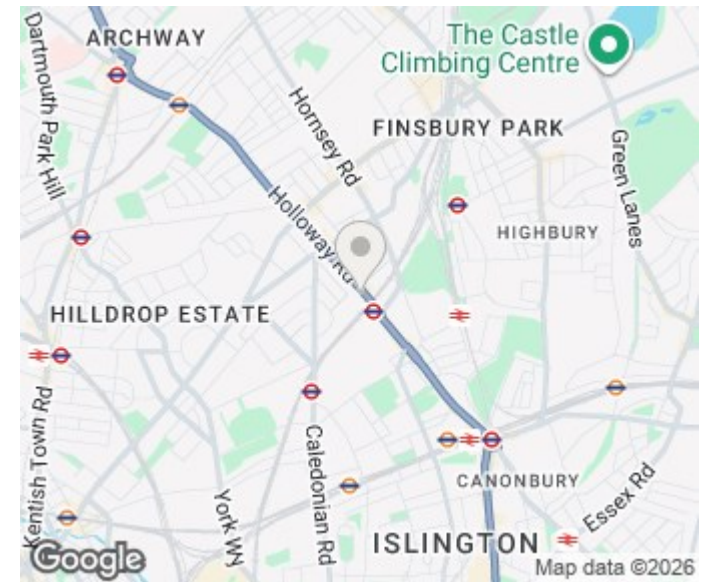 ARCHWAY
The Castle
Climbing Centre
Dartmouth Park Hill
Hornsey Rd
FINSBURY PARK
Green Lanes
Holloway Rd
HIGHBURY
HILLDROP ESTATE
Kentish Town Rd
Caledonian Rd
York Wy
CANONBURY
Essex Rd
ISLINGTON
Google
Map data ©2026